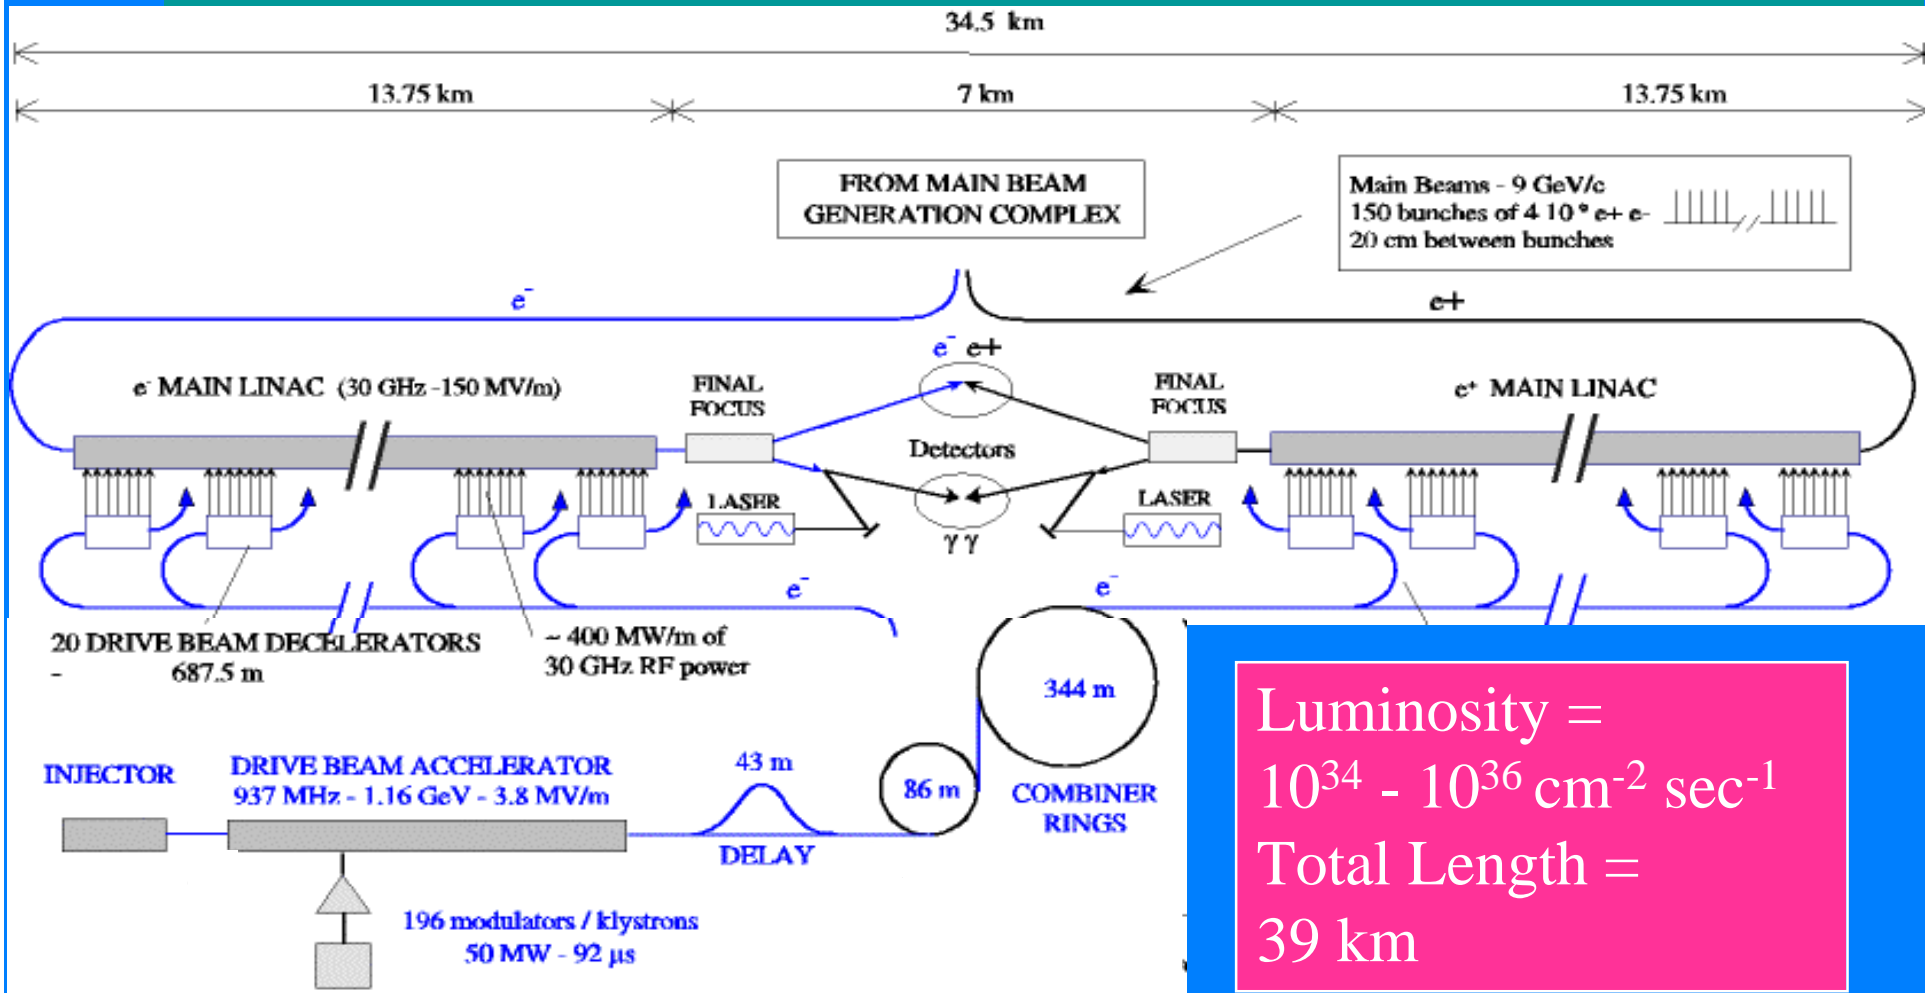 34.5 km
13.75 km
7 km
13.75 km
FROM MAIN BEAM
GENERATION COMPLEX
Main Beams - 9 GeV/c
150 bunches of 4 10⁹ e+ e-
20 cm between bunches
e⁻
e+
e⁻ e+
e⁻ MAIN LINAC (30 GHz -150 MV/m)
FINAL
FOCUS
FINAL
FOCUS
e⁺ MAIN LINAC
Detectors
LASER
LASER
γ γ
e⁻
e⁻
20 DRIVE BEAM DECELERATORS
- 687.5 m
~ 400 MW/m of
30 GHz RF power
344 m
INJECTOR
DRIVE BEAM ACCELERATOR
937 MHz - 1.16 GeV - 3.8 MV/m
43 m
DELAY
86 m
COMBINER
RINGS
196 modulators / klystrons
50 MW - 92 μs
Luminosity =
10³⁴ - 10³⁶ cm⁻² sec⁻¹
Total Length =
39 km